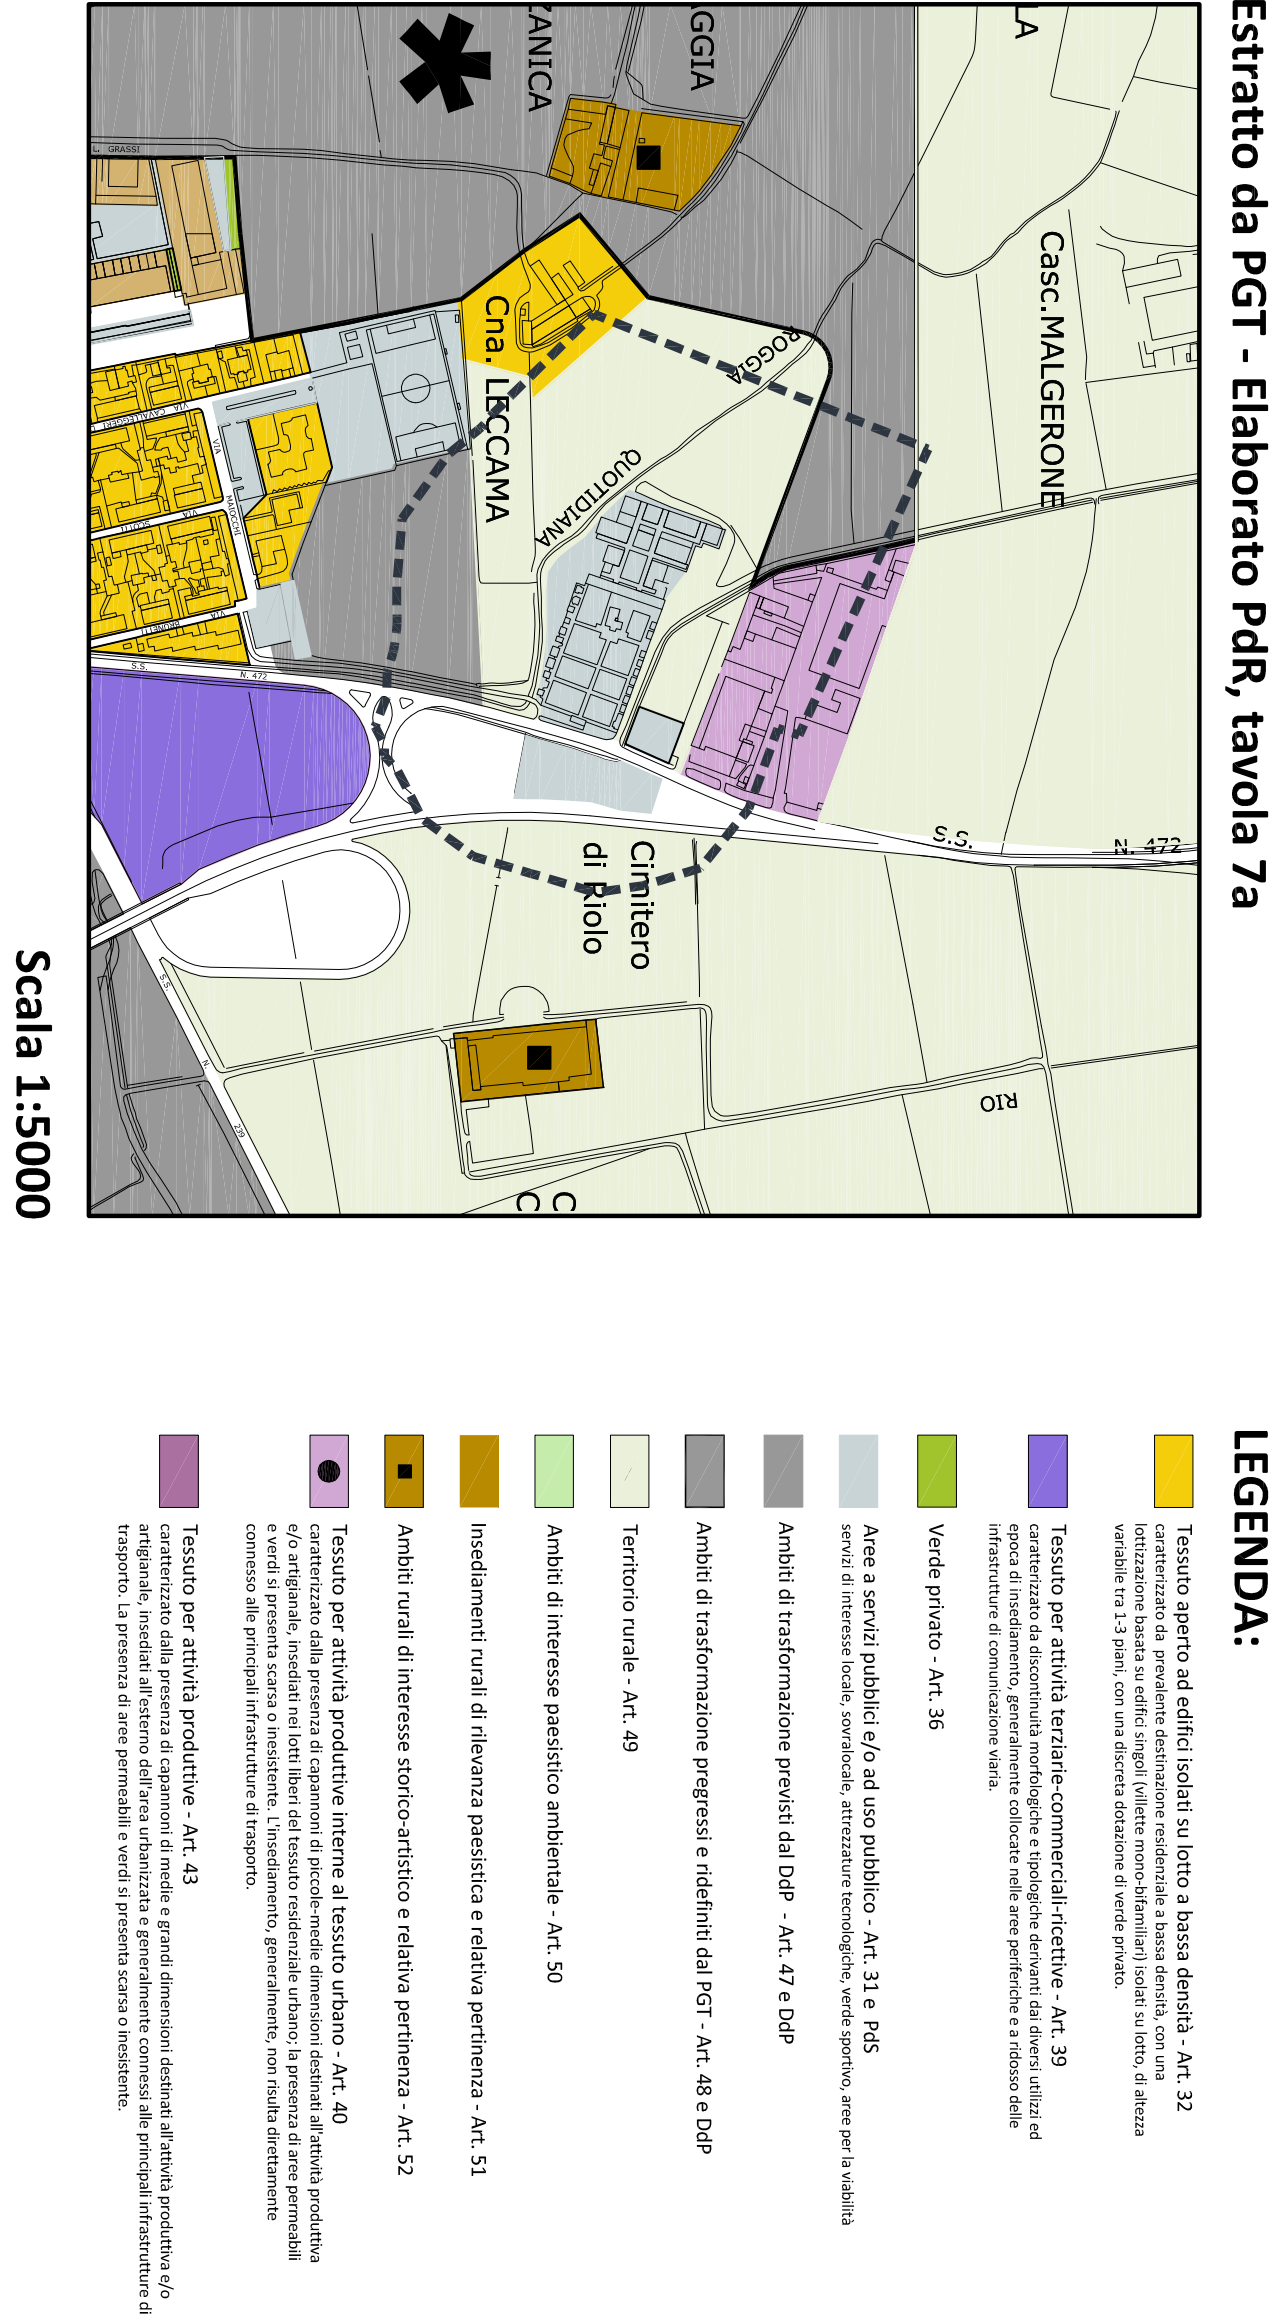 Estratto da PGT - Elaborato PdR, tavola 7a
LA
Casc.MALGERONE
AGGIA
ZANICA
ROGGIA
QUOTIDIANA
Cna. LECCAMA
L. GRASSI
VIA CAVALLEGGERI
VIA
MAIOCCHI
VIA SCOTTI
VIA BRUNETTI
S.S.
N. 472
S.S.
N. 472
Cimitero
di Riolo
RIO
S.S.
N.
239
C
C
Scala 1:5000
LEGENDA:
Tessuto aperto ad edifici isolati su lotto a bassa densità - Art. 32
caratterizzato da prevalente destinazione residenziale a bassa densità, con una
lottizzazione basata su edifici singoli (villette mono-bifamiliari) isolati su lotto, di altezza
variabile tra 1-3 piani, con una discreta dotazione di verde privato.
Tessuto per attività terziarie-commerciali-ricettive - Art. 39
caratterizzato da discontinuità morfologiche e tipologiche derivanti dai diversi utilizzi ed
epoca di insediamento, generalmente collocate nelle aree periferiche e a ridosso delle
infrastrutture di comunicazione viaria.
Verde privato - Art. 36
Aree a servizi pubblici e/o ad uso pubblico - Art. 31 e PdS
servizi di interesse locale, sovralocale, attrezzature tecnologiche, verde sportivo, aree per la viabilità
Ambiti di trasformazione previsti dal DdP - Art. 47 e DdP
Ambiti di trasformazione pregressi e ridefiniti dal PGT - Art. 48 e DdP
Territorio rurale - Art. 49
Ambiti di interesse paesistico ambientale - Art. 50
Insediamenti rurali di rilevanza paesistica e relativa pertinenza - Art. 51
Ambiti rurali di interesse storico-artistico e relativa pertinenza - Art. 52
Tessuto per attività produttive interne al tessuto urbano - Art. 40
caratterizzato dalla presenza di capannoni di piccole-medie dimensioni destinati all'attività produttiva
e/o artigianale, insediati nei lotti liberi del tessuto residenziale urbano; la presenza di aree permeabili
e verdi si presenta scarsa o inesistente. L'insediamento, generalmente, non risulta direttamente
connesso alle principali infrastrutture di trasporto.
Tessuto per attività produttive - Art. 43
caratterizzato dalla presenza di capannoni di medie e grandi dimensioni destinati all'attività produttiva e/o
artigianale, insediati all'esterno dell'area urbanizzata e generalmente connessi alle principali infrastrutture di
trasporto. La presenza di aree permeabili e verdi si presenta scarsa o inesistente.